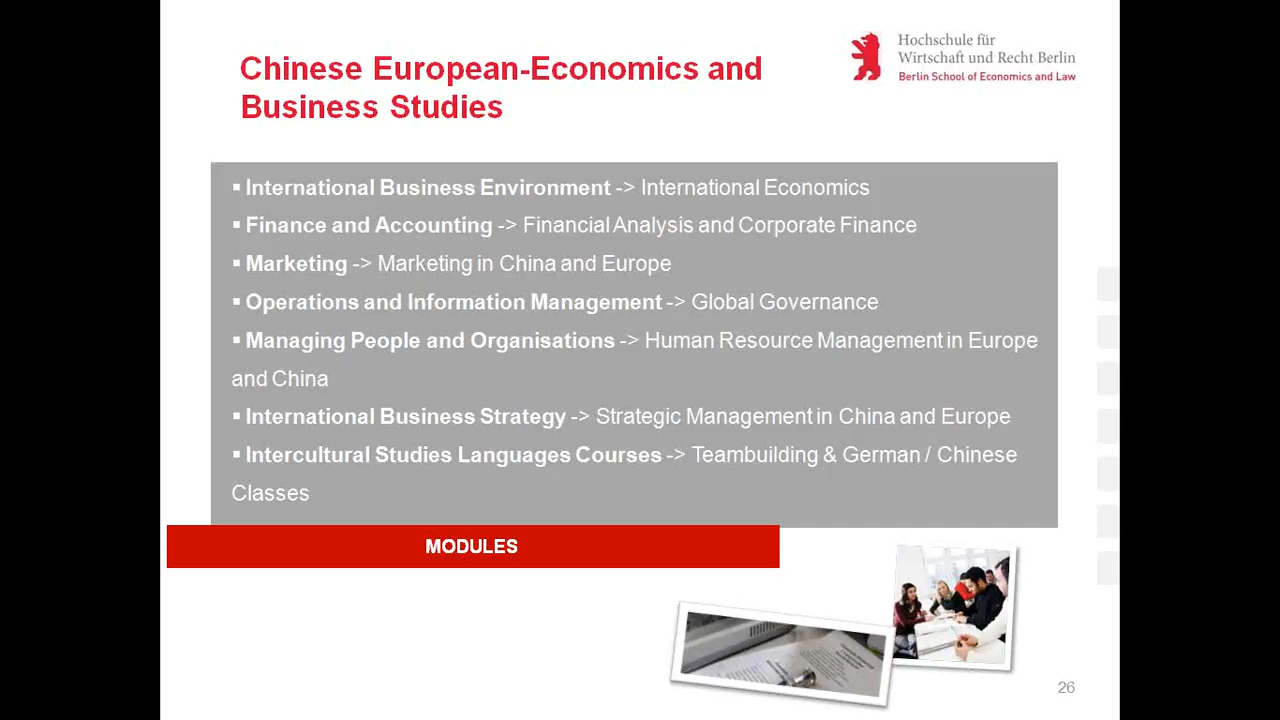 Chinese European-Economics and
Business Studies
Hochschule für
Wirtschaft und Recht Berlin
Berlin School of Economics and Law
▪ International Business Environment -> International Economics
▪ Finance and Accounting -> Financial Analysis and Corporate Finance
▪ Marketing -> Marketing in China and Europe
▪ Operations and Information Management -> Global Governance
▪ Managing People and Organisations -> Human Resource Management in Europe
and China
▪ International Business Strategy -> Strategic Management in China and Europe
▪ Intercultural Studies Languages Courses -> Teambuilding & German / Chinese
Classes
MODULES
26